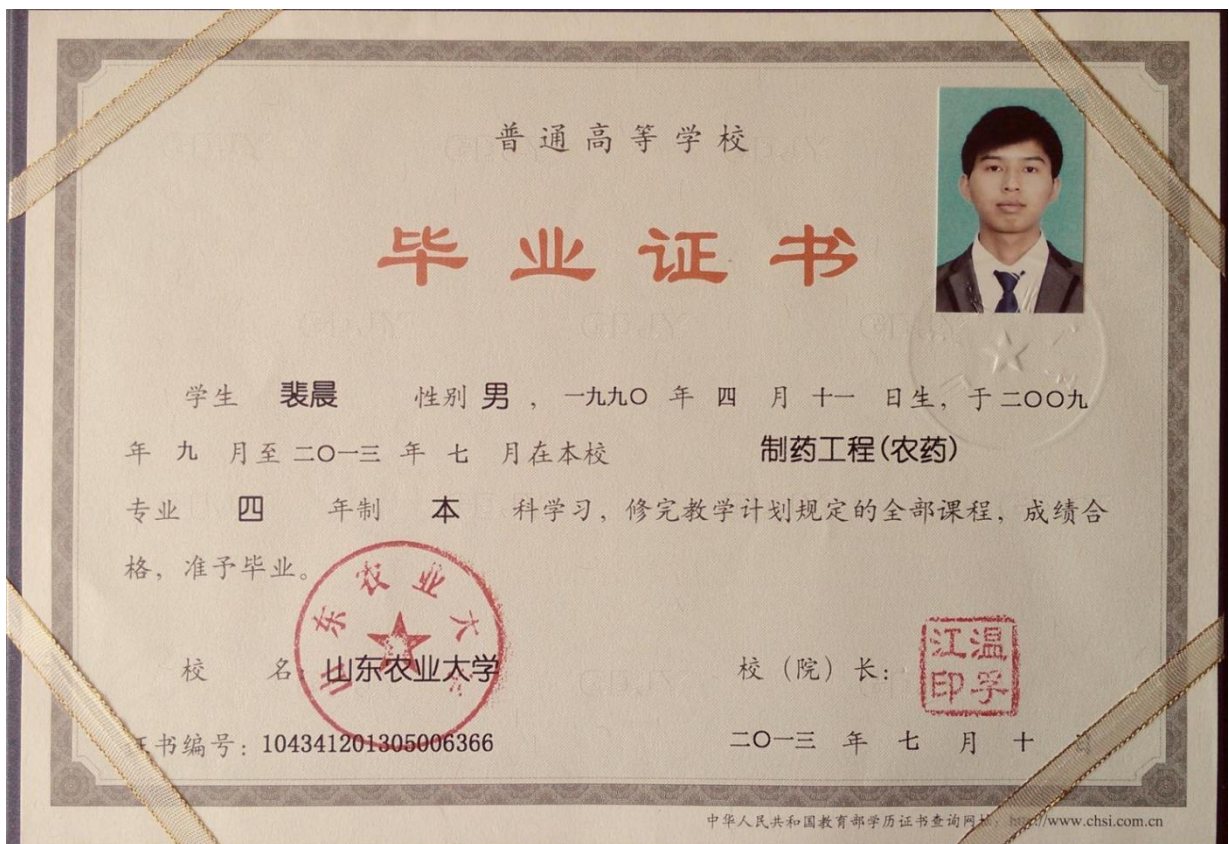 普通高等学校
毕业证书
学生 裴晨 性别 男 ,一九九〇 年 四 月 十一 日生,于 二〇〇九
年 九 月至 二〇一三 年 七 月在本校 制药工程(农药)
专业 四 年制 本 科学习,修完教学计划规定的全部课程,成绩合
格,准予毕业。
山东农业大学
校 名:山东农业大学 校(院)长:
温孚江印
书编号:104341201305006366 二〇一三 年 七 月 十
中华人民共和国教育部学历证书查询网 http://www.chsi.com.cn